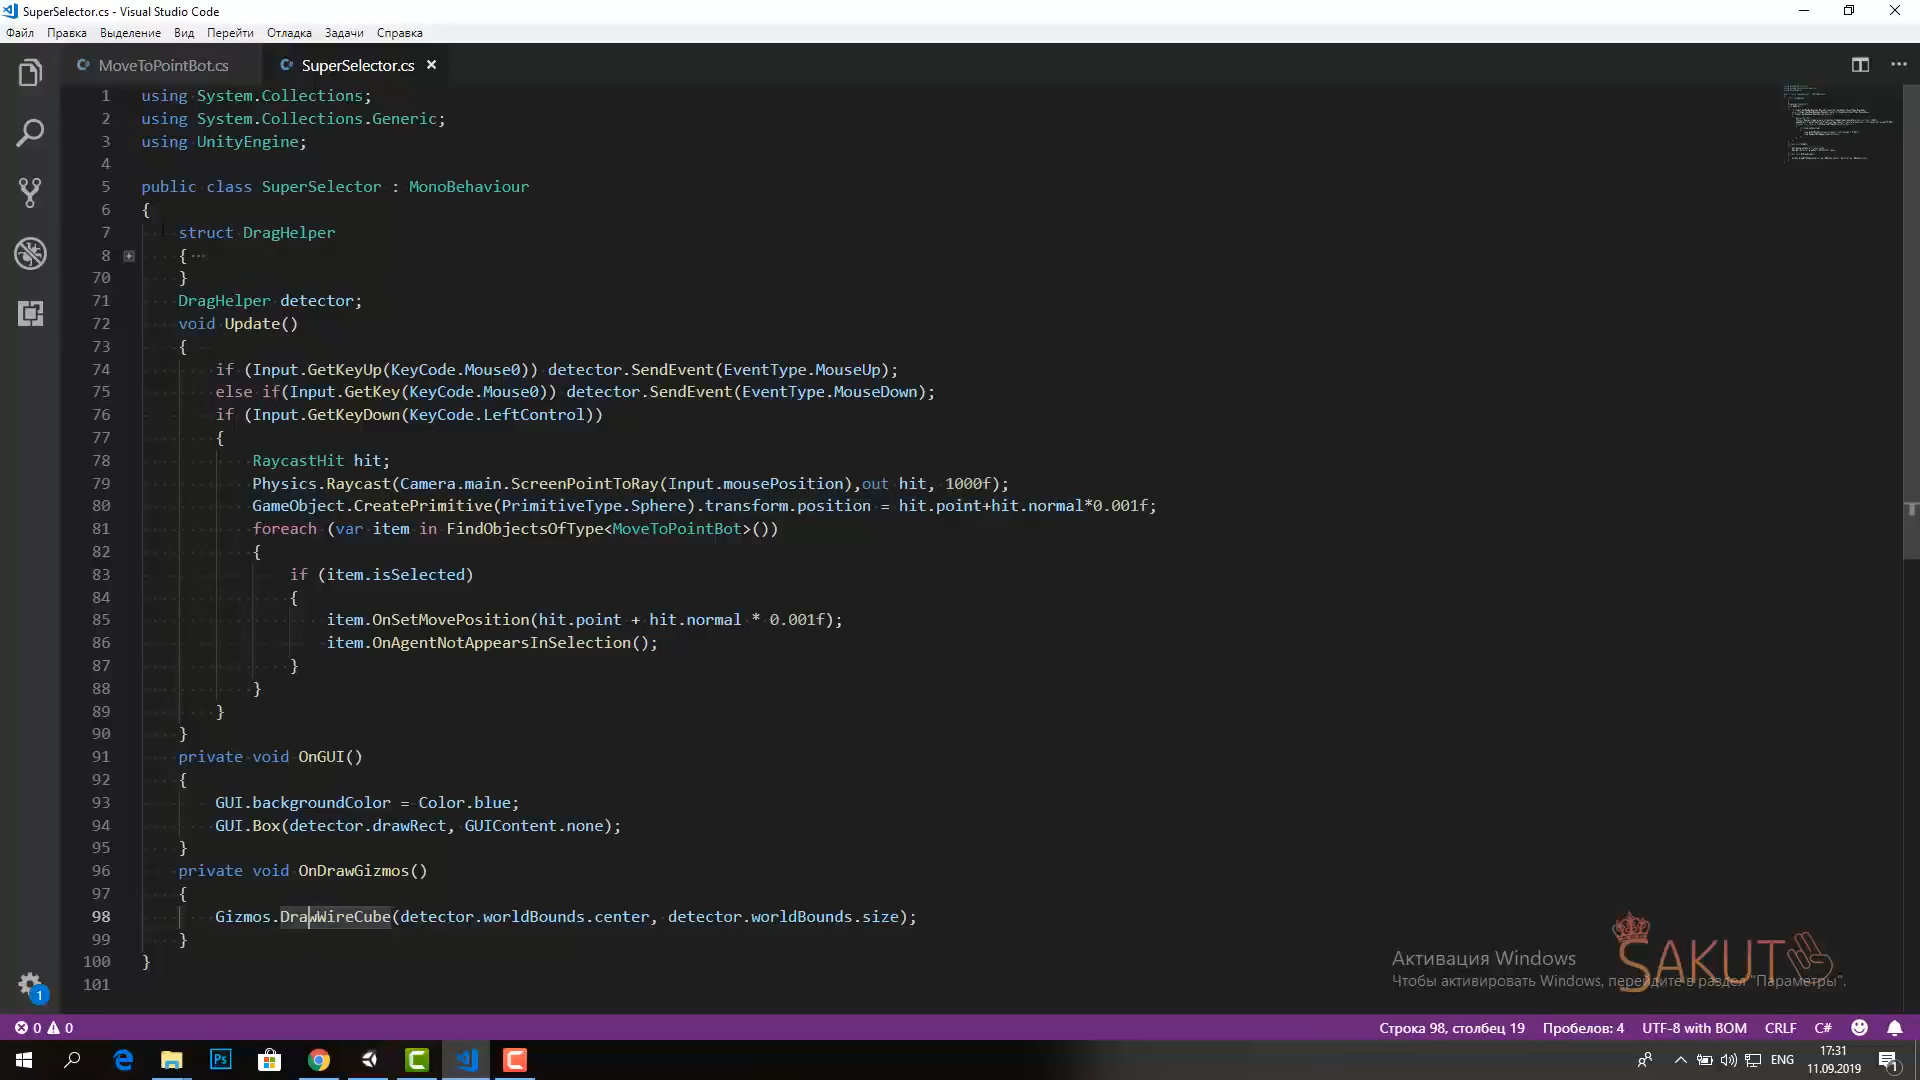 SuperSelector.cs - Visual Studio Code
Файл Правка Выделение Вид Перейти Отладка Задачи Справка
MoveToPointBot.cs SuperSelector.cs
1 using System.Collections;
2 using System.Collections.Generic;
3 using UnityEngine;
4
5 public class SuperSelector : MonoBehaviour
6 {
7 struct DragHelper
8 { ...
70 }
71 DragHelper detector;
72 void Update()
73 {
74 if (Input.GetKeyUp(KeyCode.Mouse0)) detector.SendEvent(EventType.MouseUp);
75 else if(Input.GetKey(KeyCode.Mouse0)) detector.SendEvent(EventType.MouseDown);
76 if (Input.GetKeyDown(KeyCode.LeftControl))
77 {
78 RaycastHit hit;
79 Physics.Raycast(Camera.main.ScreenPointToRay(Input.mousePosition),out hit, 1000f);
80 GameObject.CreatePrimitive(PrimitiveType.Sphere).transform.position = hit.point+hit.normal*0.001f;
81 foreach (var item in FindObjectsOfType<MoveToPointBot>())
82 {
83 if (item.isSelected)
84 {
85 item.OnSetMovePosition(hit.point + hit.normal * 0.001f);
86 item.OnAgentNotAppearsInSelection();
87 }
88 }
89 }
90 }
91 private void OnGUI()
92 {
93 GUI.backgroundColor = Color.blue;
94 GUI.Box(detector.drawRect, GUIContent.none);
95 }
96 private void OnDrawGizmos()
97 {
98 Gizmos.DrawWireCube(detector.worldBounds.center, detector.worldBounds.size);
99 }
100 }
101
Активация Windows
Чтобы активировать Windows, перейдите в раздел "Параметры".
SAKUT
1
0 0 Строка 98, столбец 19 Пробелов: 4 UTF-8 with BOM CRLF C#
Ps ENG 17:31
11.09.2019
1